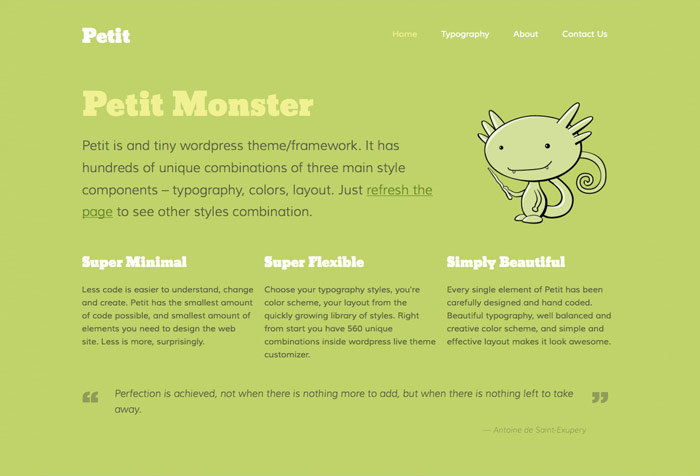 Petit
Home Typography About Contact Us
Petit Monster
Petit is and tiny wordpress theme/framework. It has
hundreds of unique combinations of three main style
components – typography, colors, layout. Just refresh the
page to see other styles combination.
Super Minimal
Less code is easier to understand, change
and create. Petit has the smallest amount
of code possible, and smallest amount of
elements you need to design the web
site. Less is more, surprisingly.
Super Flexible
Choose your typography styles, you're
color scheme, your layout from the
quickly growing library of styles. Right
from start you have 560 unique
combinations inside wordpress live theme
customizer.
Simply Beautiful
Every single element of Petit has been
carefully designed and hand coded.
Beautiful typography, well balanced and
creative color scheme, and simple and
effective layout makes it look awesome.
“ Perfection is achieved, not when there is nothing more to add, but when there is nothing left to take ”
away.
— Antoine de Saint Exupery